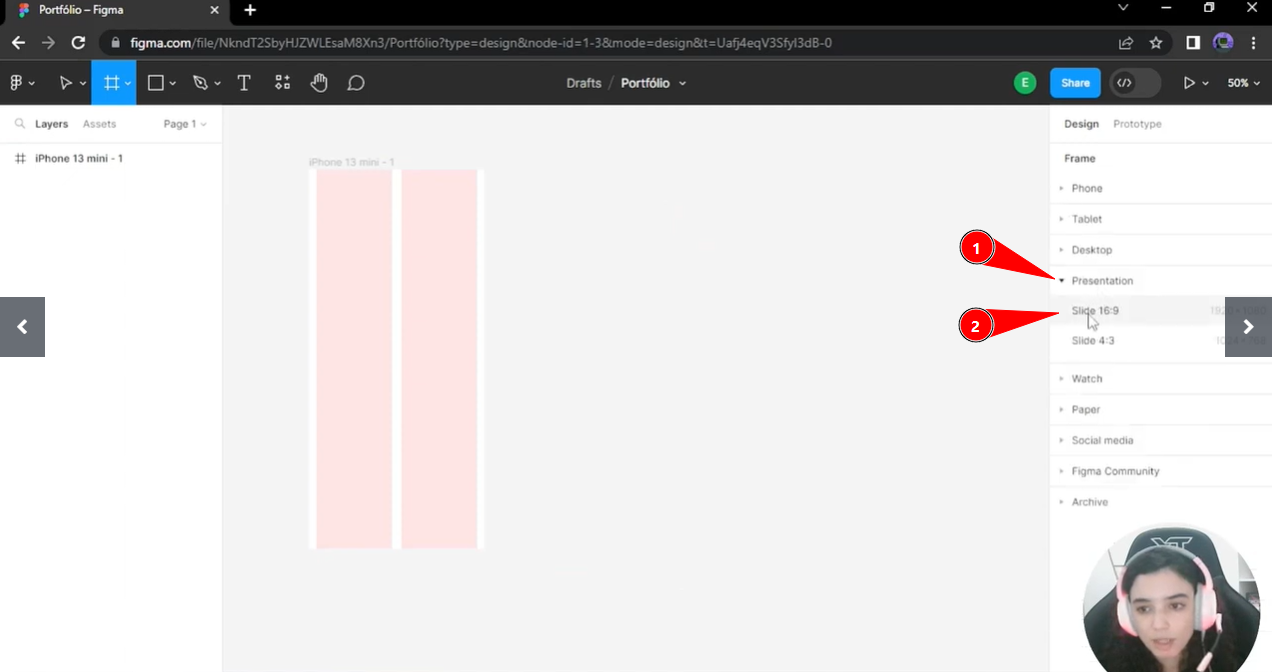 Portfólio – Figma
figma.com/file/NkndT2SbyHJZWLEsaM8Xn3/Portfólio?type=design&node-id=1-3&mode=design&t=Uafj4eqV3SfyI3dB-0
T
Drafts / Portfólio
E
Share
50%
Layers
Assets
Page 1
iPhone 13 mini - 1
iPhone 13 mini - 1
Design
Prototype
Frame
Phone
Tablet
Desktop
1
Presentation
2
Slide 16:9
Slide 4:3
Watch
Paper
Social media
Figma Community
Archive